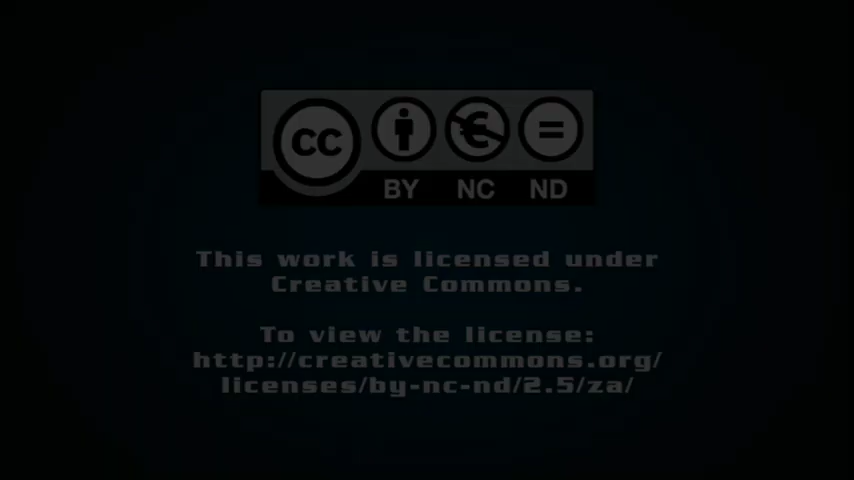 CC
BY NC ND
This work is licensed under
Creative Commons.
To view the license:
http://creativecommons.org/
licenses/by-nc-nd/2.5/za/